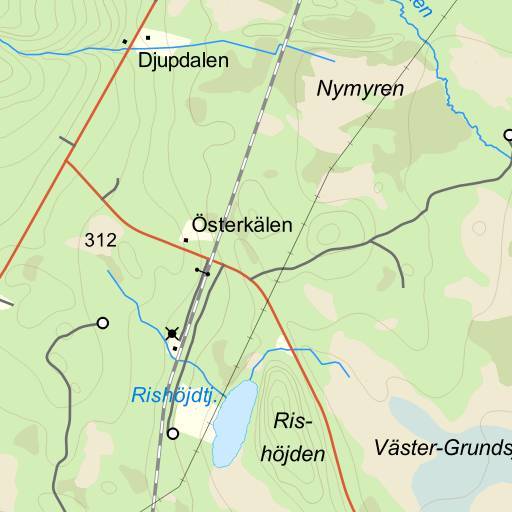 Djupdalen
Nymyren
Österkälen
312
Rishöjdtj.
Ris-
höjden
Väster-Grunds